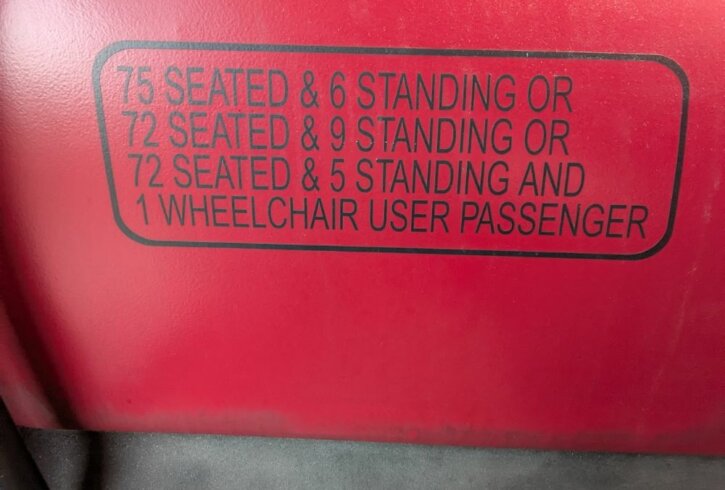 75 SEATED & 6 STANDING OR
72 SEATED & 9 STANDING OR
72 SEATED & 5 STANDING AND
1 WHEELCHAIR USER PASSENGER